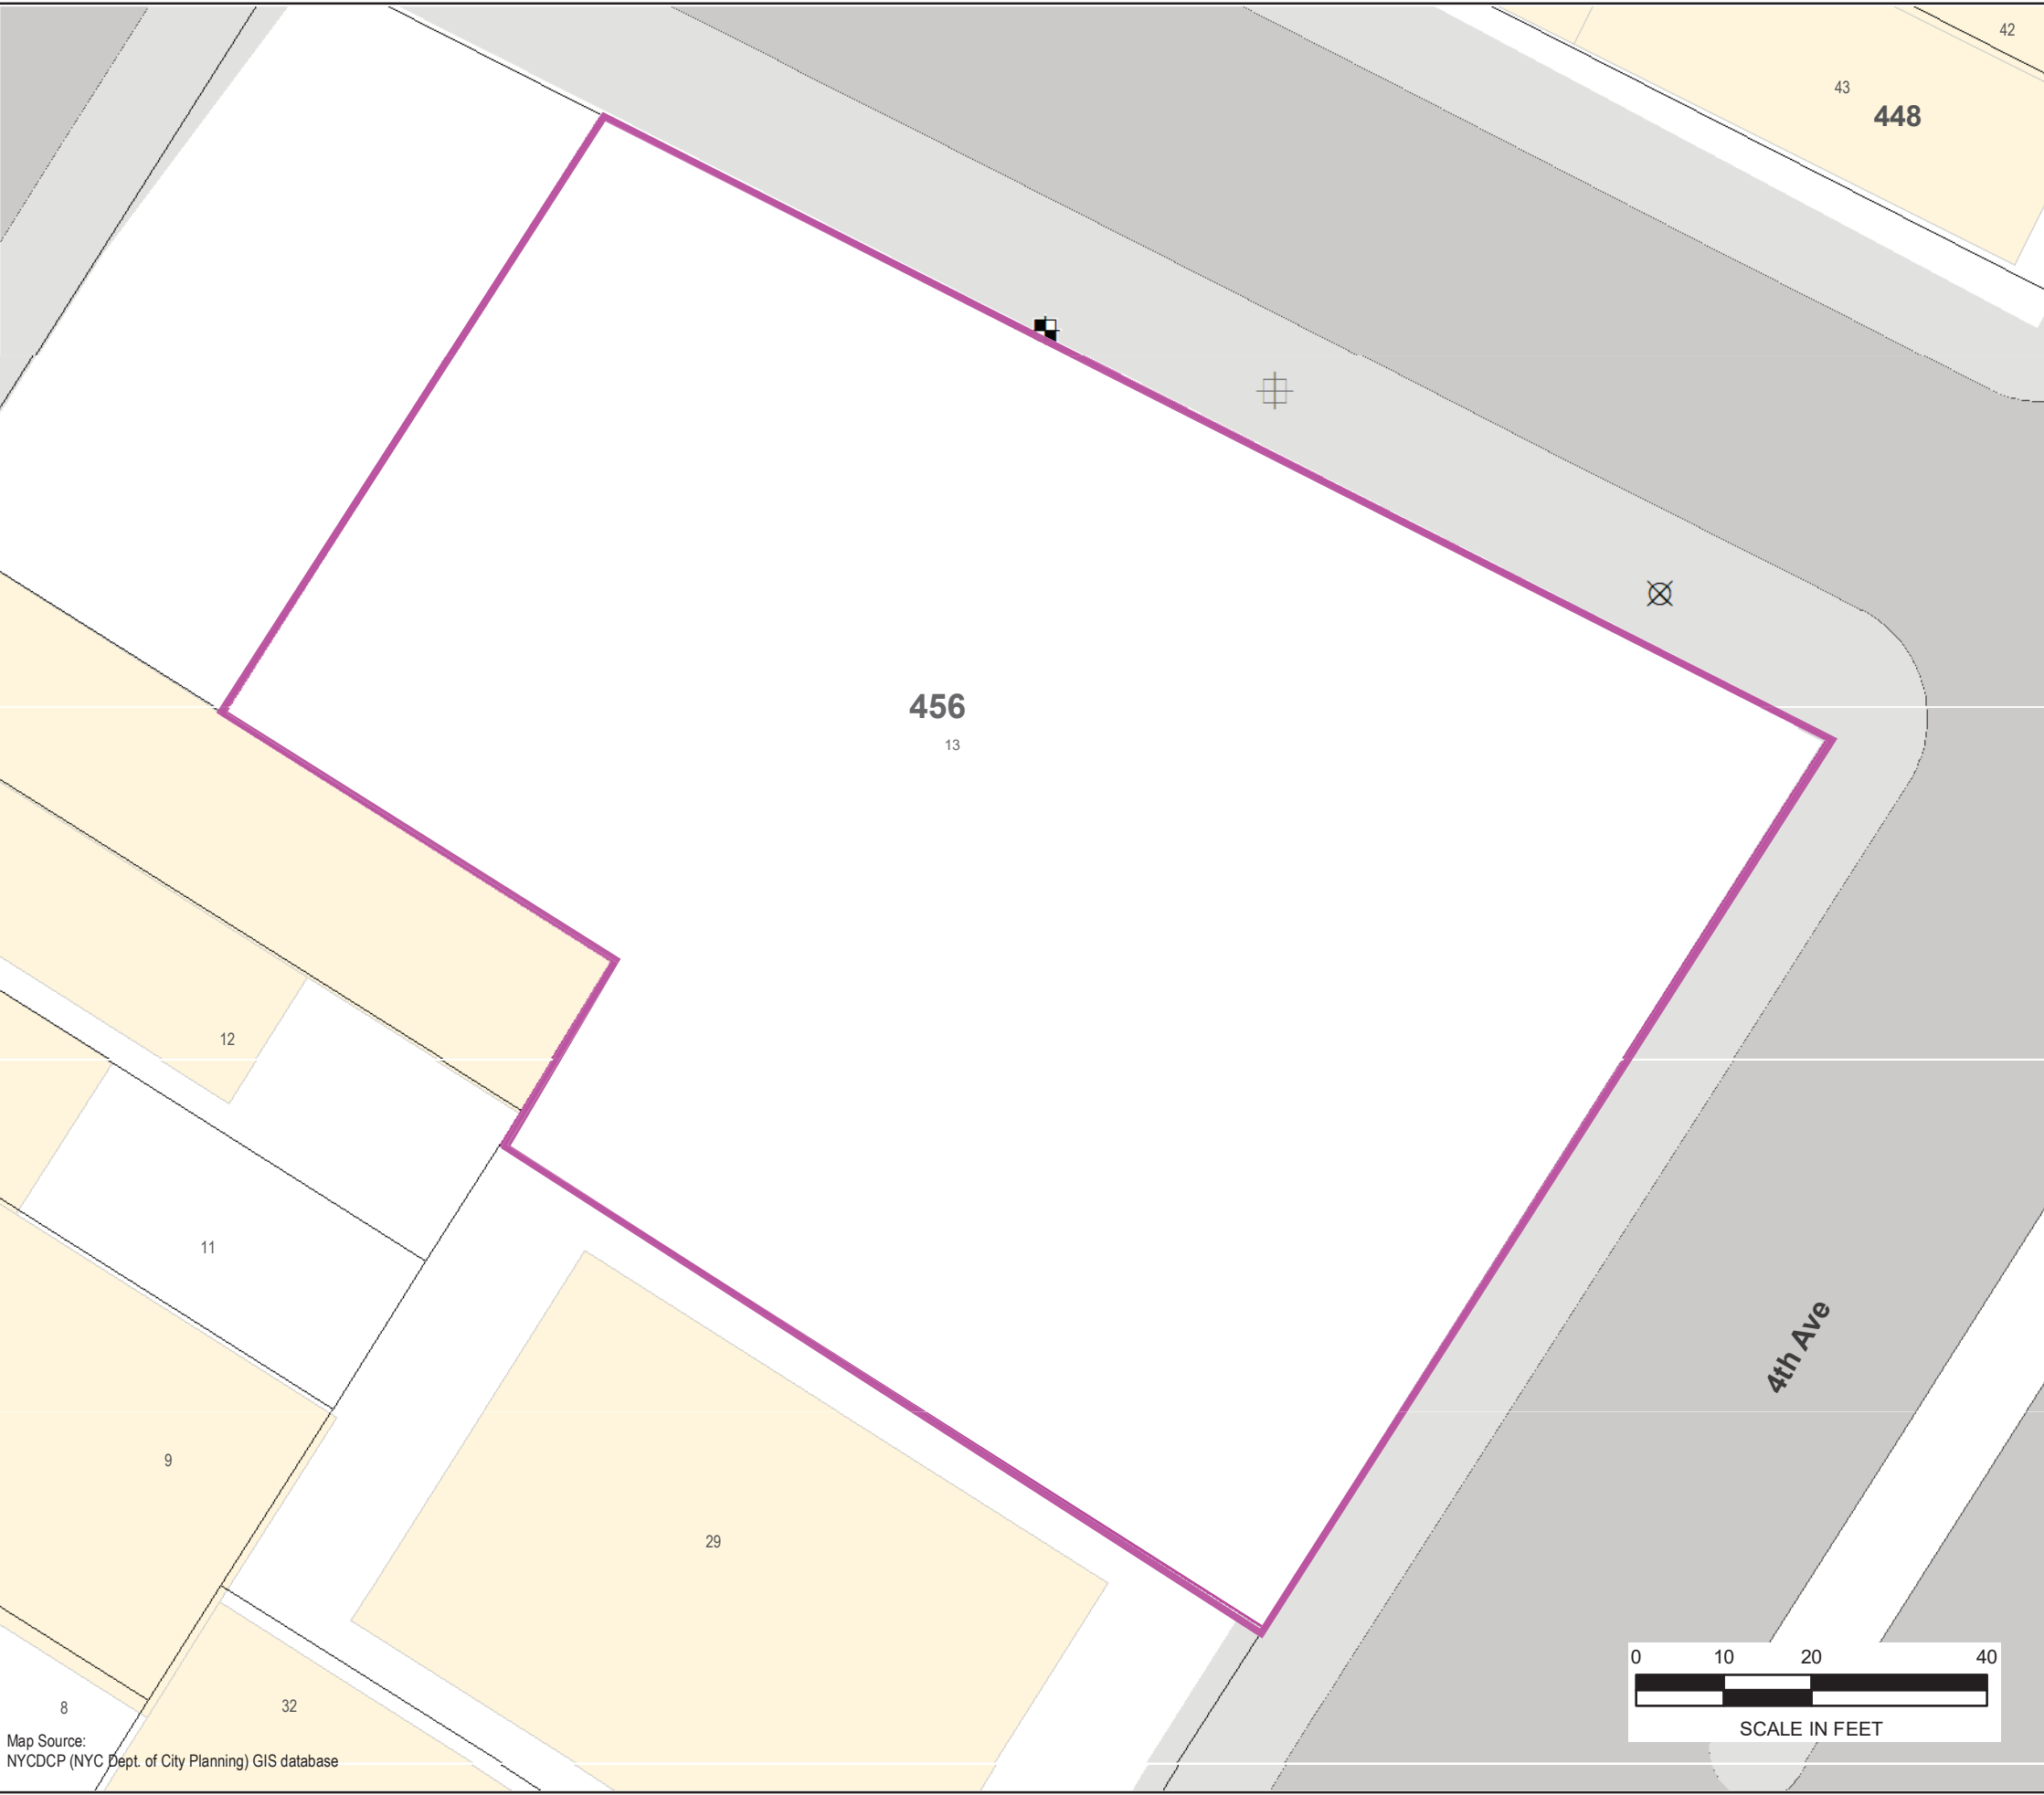 42
43
448
456
13
12
11
9
29
8
32
4th Ave
0 10 20 40
SCALE IN FEET
Map Source:
NYCDCP (NYC Dept. of City Planning) GIS database